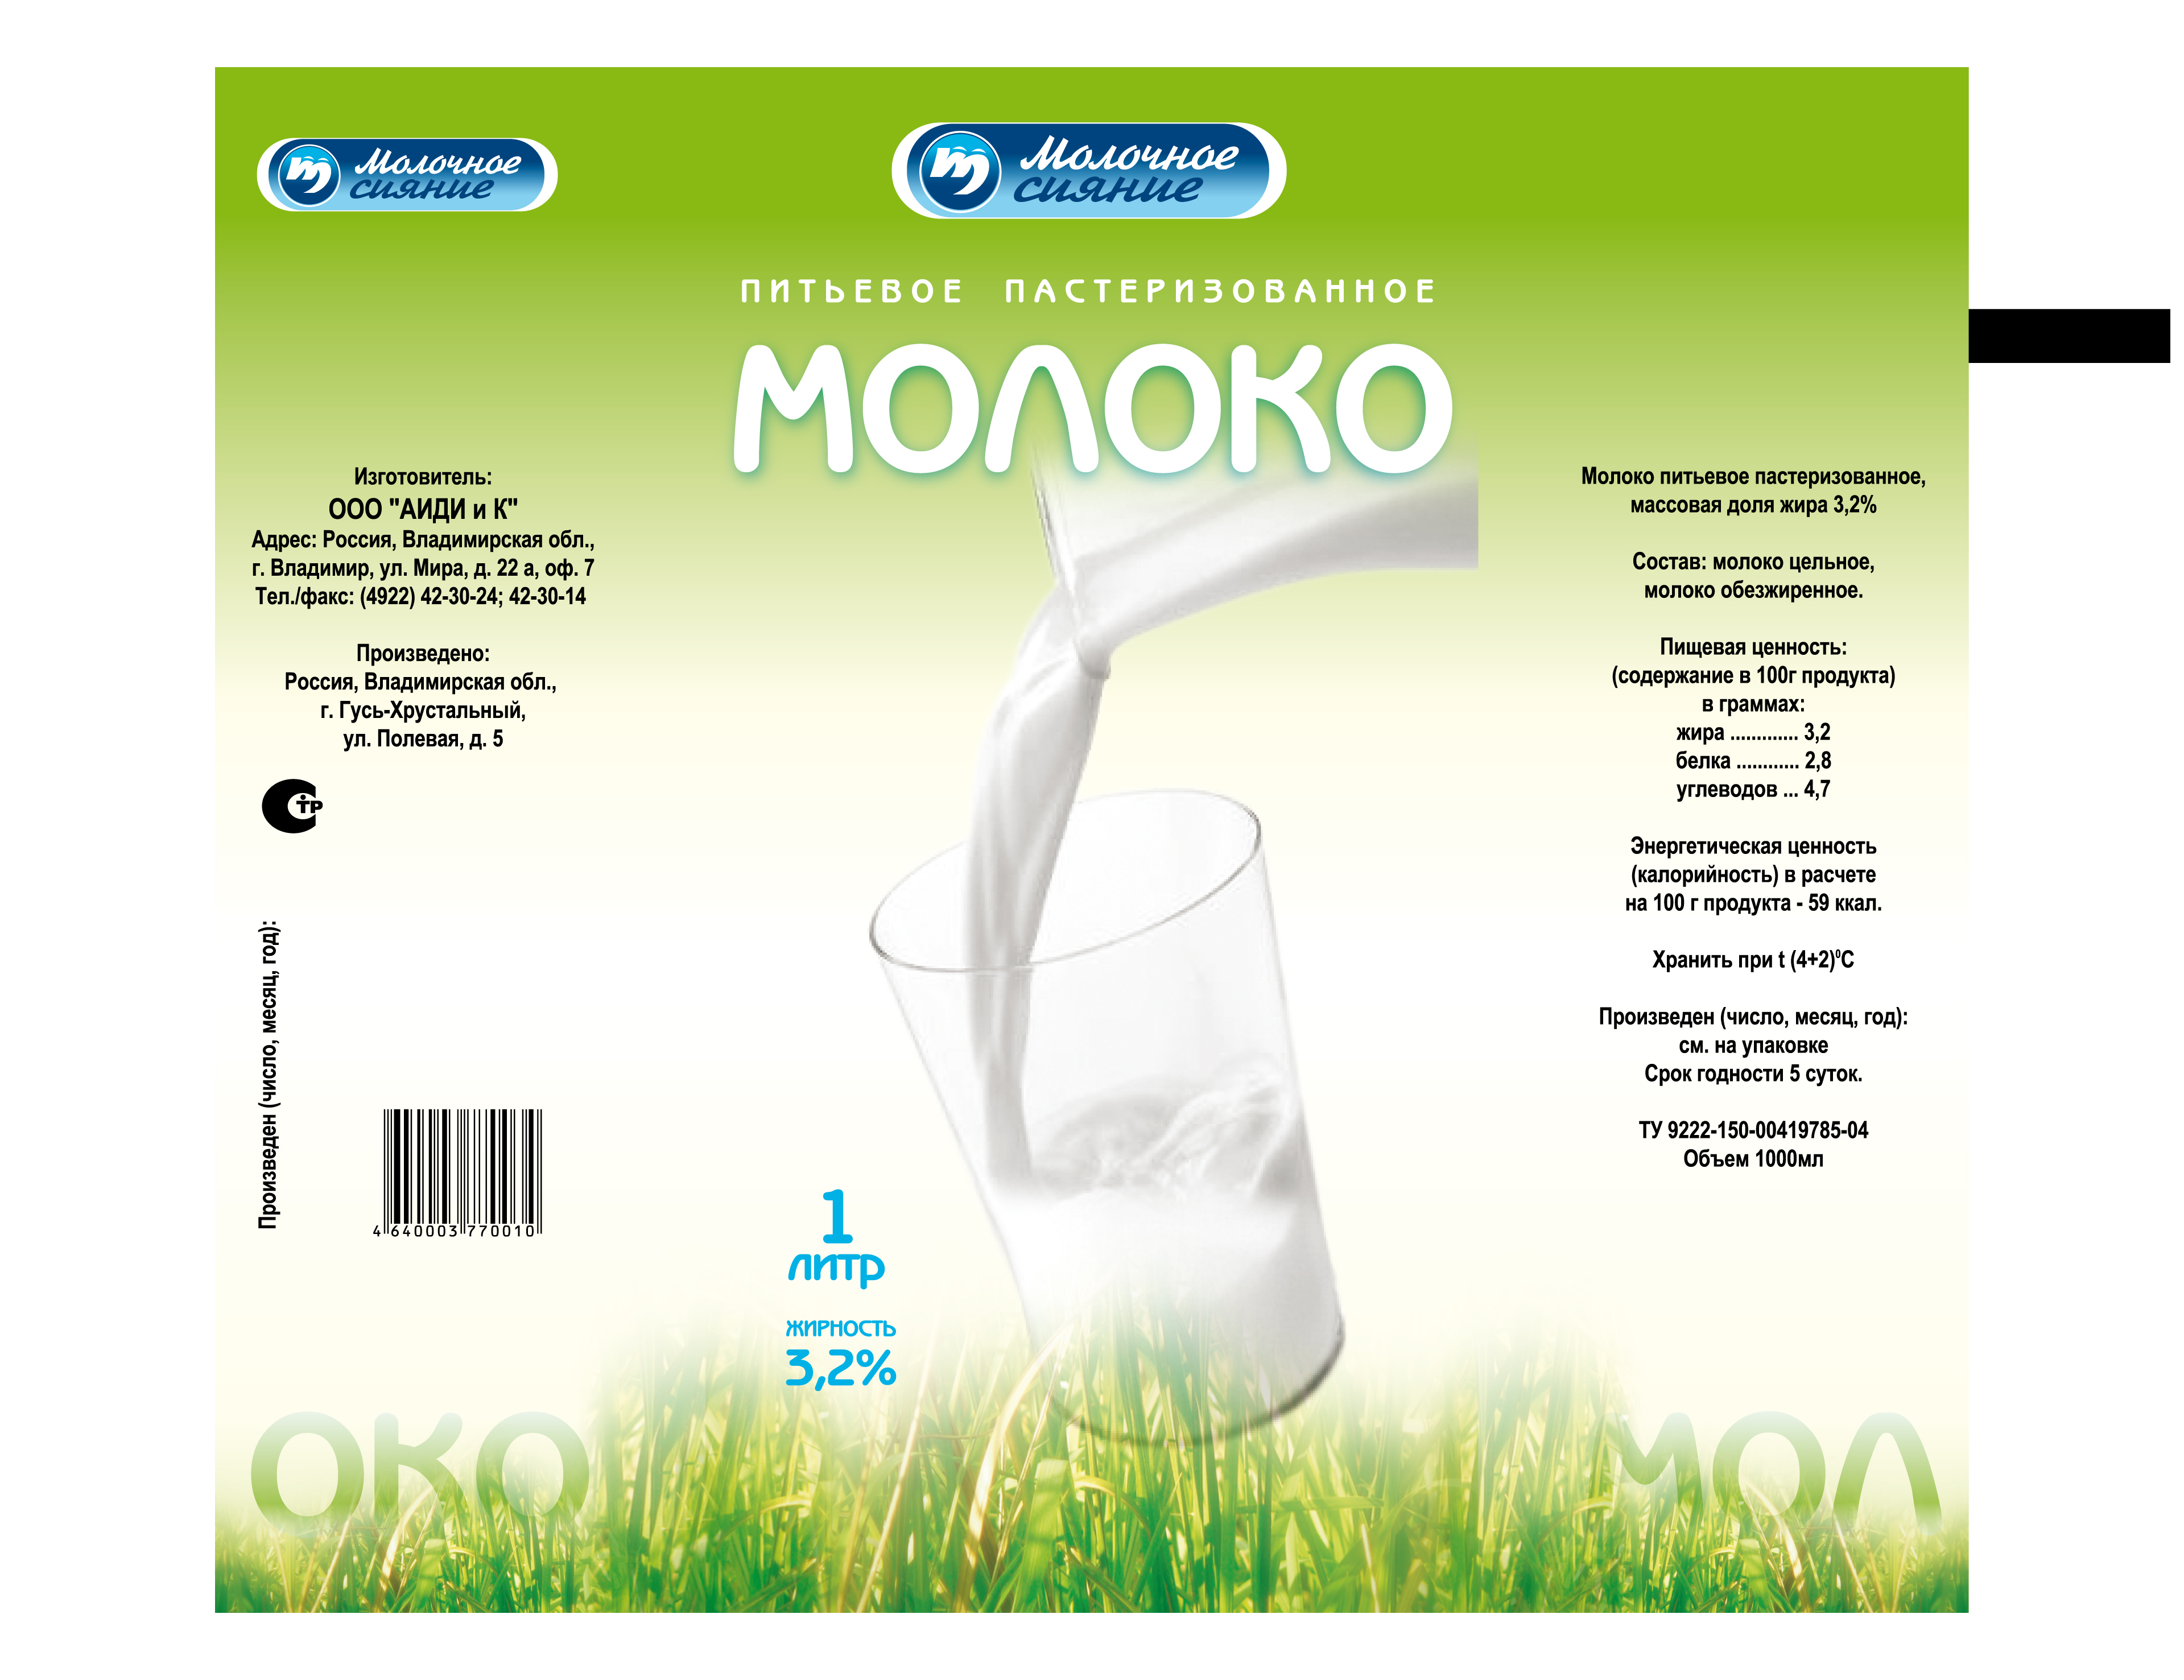 Молочное
сияние
Молочное
сияние
ПИТЬЕВОЕ ПАСТЕРИЗОВАННОЕ
МОЛОКО
Изготовитель:
ООО "АИДИ и К"
Адрес: Россия, Владимирская обл.,
г. Владимир, ул. Мира, д. 22 а, оф. 7
Тел./факс: (4922) 42-30-24; 42-30-14
Произведено:
Россия, Владимирская обл.,
г. Гусь-Хрустальный,
ул. Полевая, д. 5
СТР
Произведен (число, месяц, год):
4 640003 770010
1
литр
жирность
3,2%
Молоко питьевое пастеризованное,
массовая доля жира 3,2%
Состав: молоко цельное,
молоко обезжиренное.
Пищевая ценность:
(содержание в 100г продукта)
в граммах:
жира ............. 3,2
белка ............ 2,8
углеводов ... 4,7
Энергетическая ценность
(калорийность) в расчете
на 100 г продукта - 59 ккал.
Хранить при t (4+2)⁰С
Произведен (число, месяц, год):
см. на упаковке
Срок годности 5 суток.
ТУ 9222-150-00419785-04
Объем 1000мл
ОКО
МОЛ